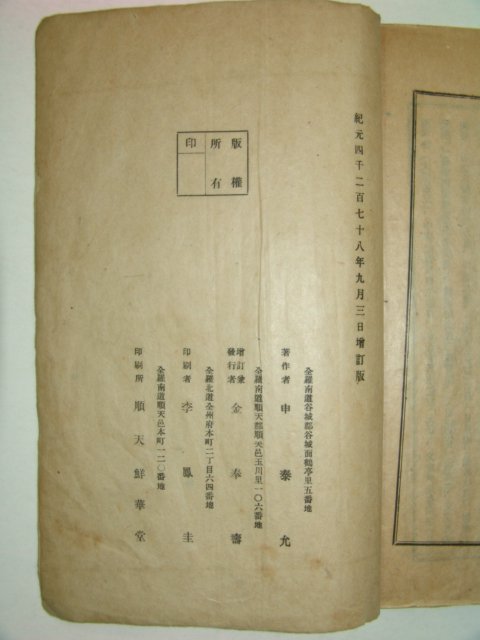 紀元四千二百七十八年九月三日增訂版
版權
所有
印
全羅南道谷城郡谷城面鶴亭里五番地
著作者 申泰允
全羅南道順天郡順天邑玉川里一〇六番地
增訂兼
發行者 金奉
全羅北道全州府本町二丁目六四番地
印刷者 李鳳圭
全羅南道順天邑本町一二〇番地
印刷所 順天鮮華堂